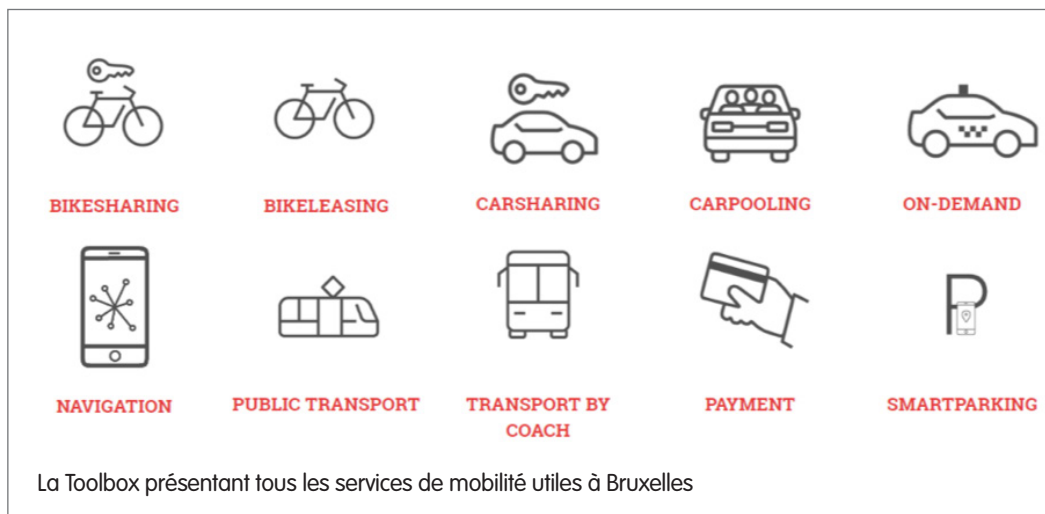 BIKESHARING
BIKELEASING
CARSHARING
CARPOOLING
ON-DEMAND
NAVIGATION
PUBLIC TRANSPORT
TRANSPORT BY
COACH
PAYMENT
P
SMARTPARKING
La Toolbox présentant tous les services de mobilité utiles à Bruxelles